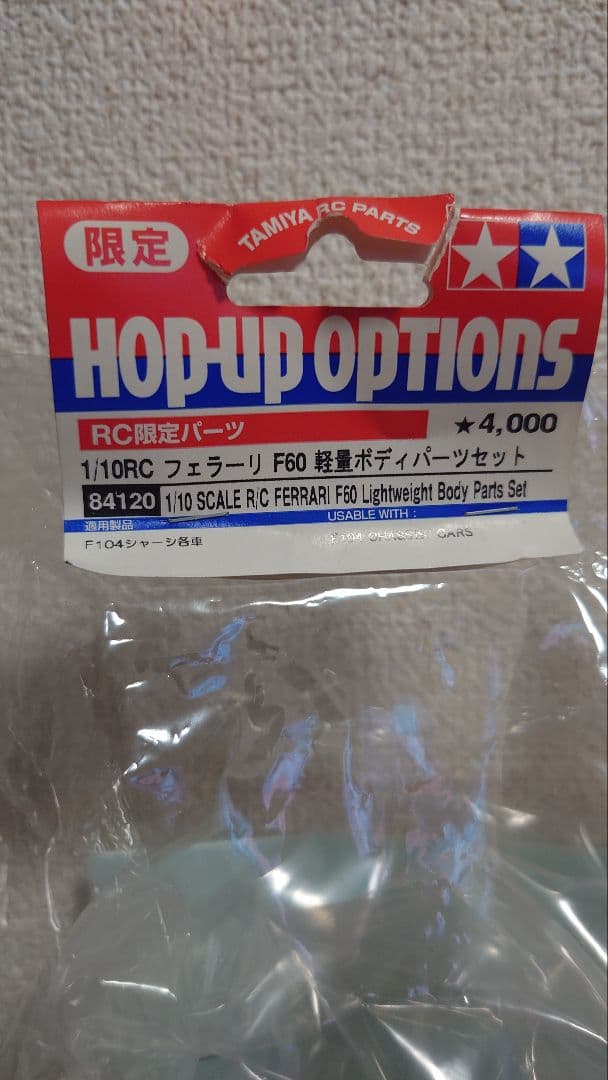 TAMIYA RC PARTS
限定
HOP-UP OPTIONS
RC限定パーツ
★4,000
1/10RC フェラーリ F60 軽量ボディパーツセット
84120 1/10 SCALE R/C FERRARI F60 Lightweight Body Parts Set
適用製品 USABLE WITH :
F104シャーシ各車 F104 CHASSIS CARS